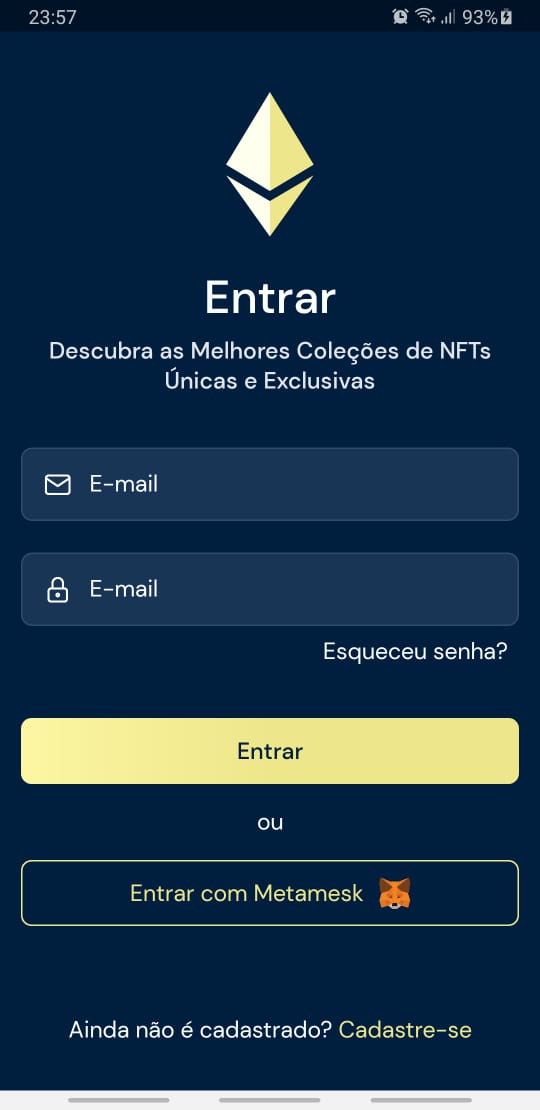 23:57
93%
Entrar
Descubra as Melhores Coleções de NFTs
Únicas e Exclusivas
E-mail
E-mail
Esqueceu senha?
Entrar
ou
Entrar com Metamesk
Ainda não é cadastrado? Cadastre-se